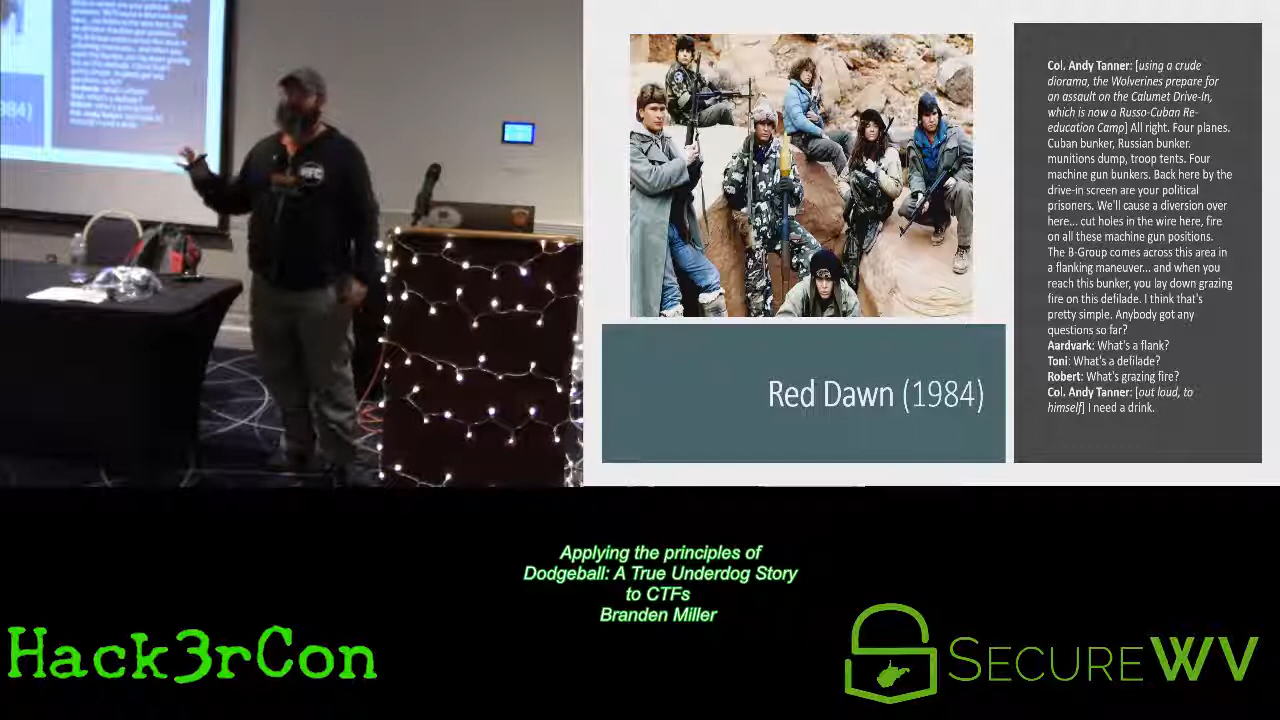 Red Dawn (1984)
Col. Andy Tanner: [using a crude
diorama, the Wolverines prepare for
an assault on the Calumet Drive-In,
which is now a Russo-Cuban Re-
education Camp] All right. Four planes.
Cuban bunker, Russian bunker.
munitions dump, troop tents. Four
machine gun bunkers. Back here by the
drive-in screen are your political
prisoners. We'll cause a diversion over
here... cut holes in the wire here, fire
on all these machine gun positions.
The B-Group comes across this area in
a flanking maneuver... and when you
reach this bunker, you lay down grazing
fire on this defilade. I think that's
pretty simple. Anybody got any
questions so far?
Aardvark: What's a flank?
Toni: What's a defilade?
Robert: What's grazing fire?
Col. Andy Tanner: [out loud, to
himself] I need a drink.
Applying the principles of
Dodgeball: A True Underdog Story
to CTFs
Branden Miller
Hack3rCon
SECUREWV